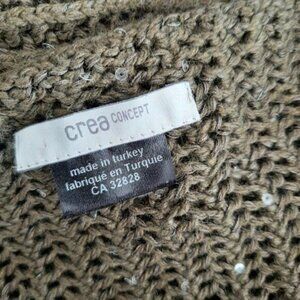 crea CONCEPT
made in turkey
fabriqué en Turquie
CA 32828